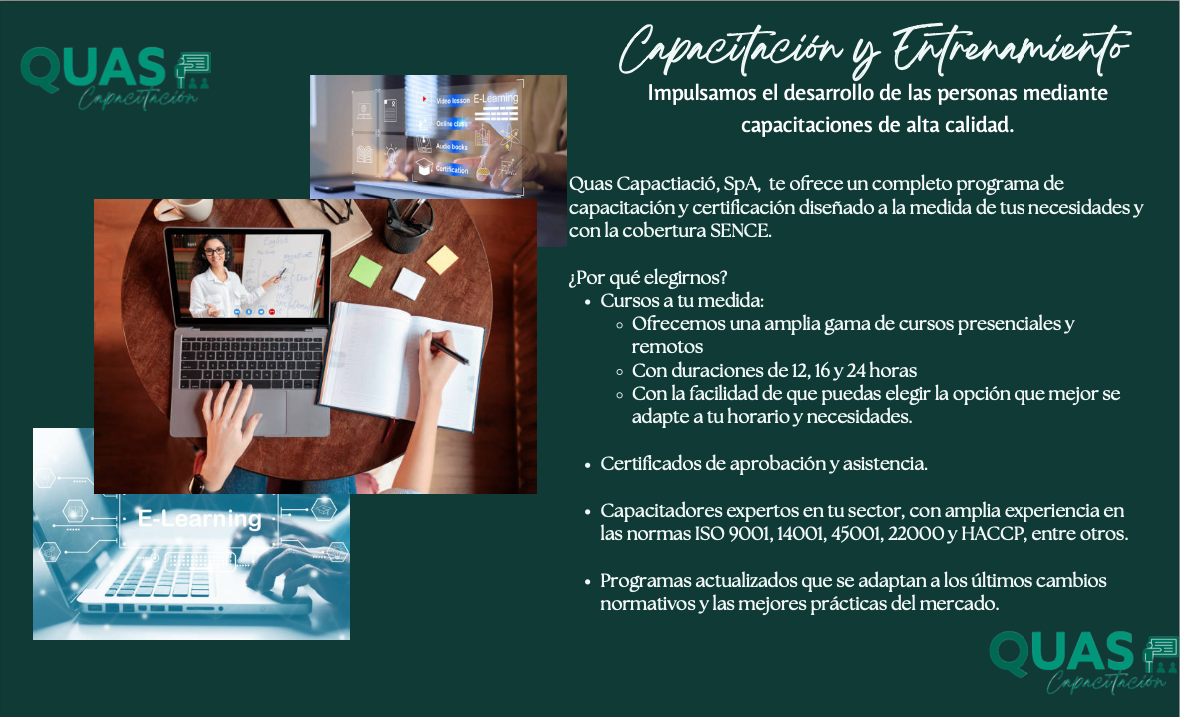 QUAS
Capacitación
Capacitación y Entrenamiento
Impulsamos el desarrollo de las personas mediante
capacitaciones de alta calidad.
E-Learning
Video lesson
Online class
Audio books
Certification
English
Quas Capactiació, SpA, te ofrece un completo programa de
capacitación y certificación diseñado a la medida de tus necesidades y
con la cobertura SENCE.
¿Por qué elegirnos?
• Cursos a tu medida:
◦ Ofrecemos una amplia gama de cursos presenciales y
remotos
◦ Con duraciones de 12, 16 y 24 horas
◦ Con la facilidad de que puedas elegir la opción que mejor se
adapte a tu horario y necesidades.
• Certificados de aprobación y asistencia.
• Capacitadores expertos en tu sector, con amplia experiencia en
las normas ISO 9001, 14001, 45001, 22000 y HACCP, entre otros.
• Programas actualizados que se adaptan a los últimos cambios
normativos y las mejores prácticas del mercado.
E-Learning
QUAS
Capacitación